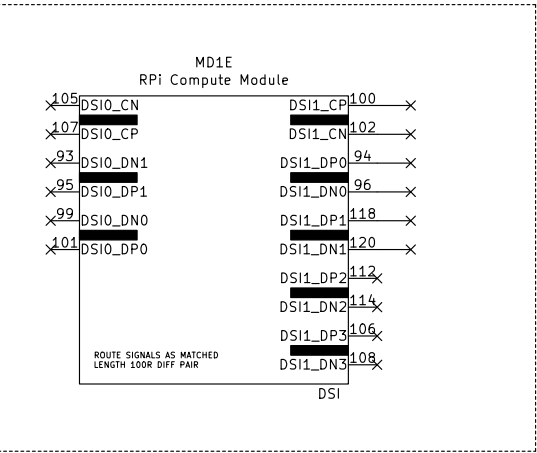 MD1E
RPi Compute Module
105 DSI0_CN DSI1_CP 100
107 DSI0_CP DSI1_CN 102
93 DSI0_DN1 DSI1_DP0 94
95 DSI0_DP1 DSI1_DN0 96
99 DSI0_DN0 DSI1_DP1 118
101 DSI0_DP0 DSI1_DN1 120
DSI1_DP2 112
DSI1_DN2 114
DSI1_DP3 106
DSI1_DN3 108
ROUTE SIGNALS AS MATCHED
LENGTH 100R DIFF PAIR
DSI